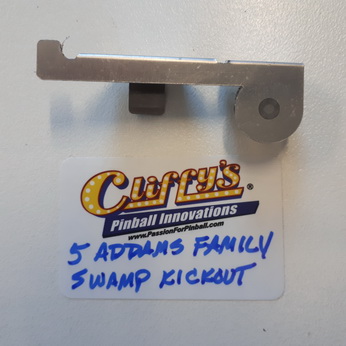 Cliffy's®
Pinball Innovations
www.PassionForPinball.com
5 ADDAMS FAMILY
SWAMP KICKOUT